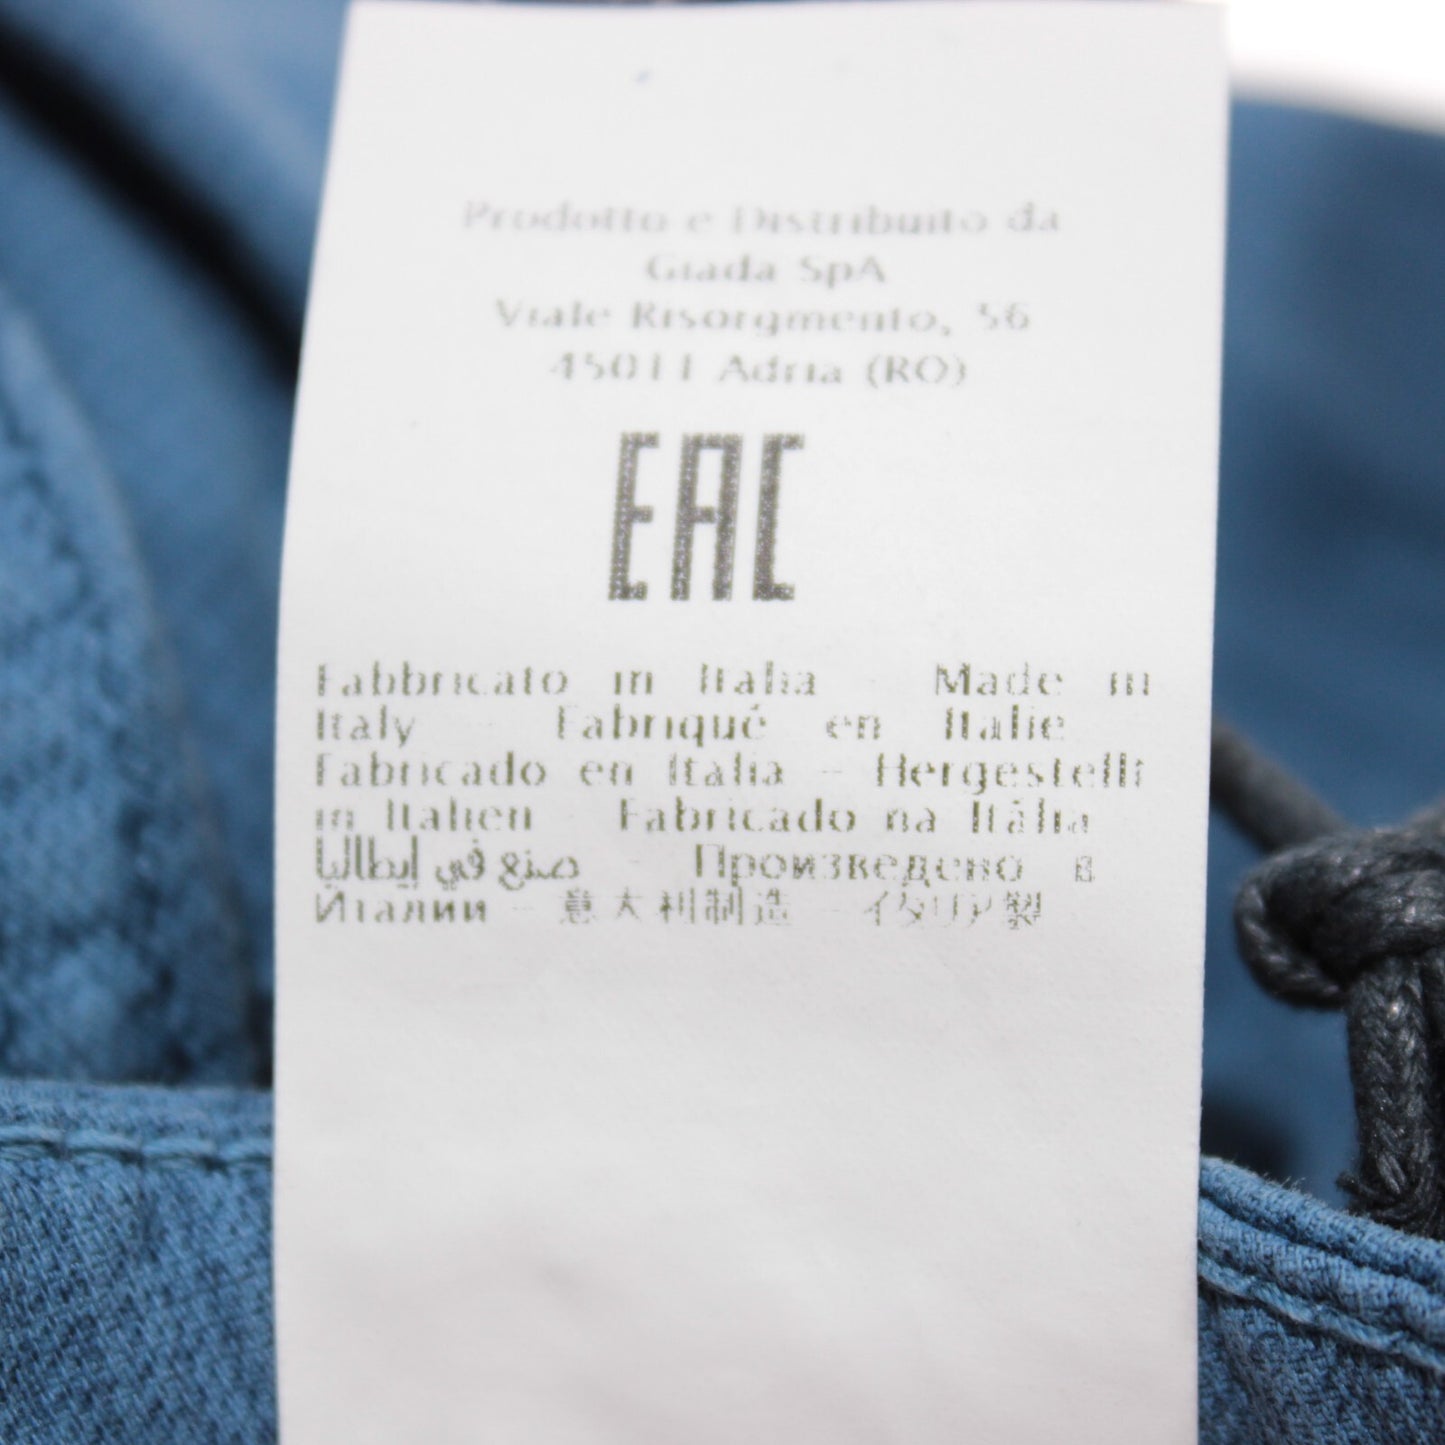 Prodotto e Distribuito da
Giada SpA
Viale Risorgmento, 56
45011 Adria (RO)
EAC
Fabbricato in Italia - Made in
Italy - Fabriqué en Italie
Fabricado en Italia - Hergestellt
in Italien - Fabricado na Itália
صنع في إيطاليا - Произведено в
Италии - 意大利制造 - イタリア製